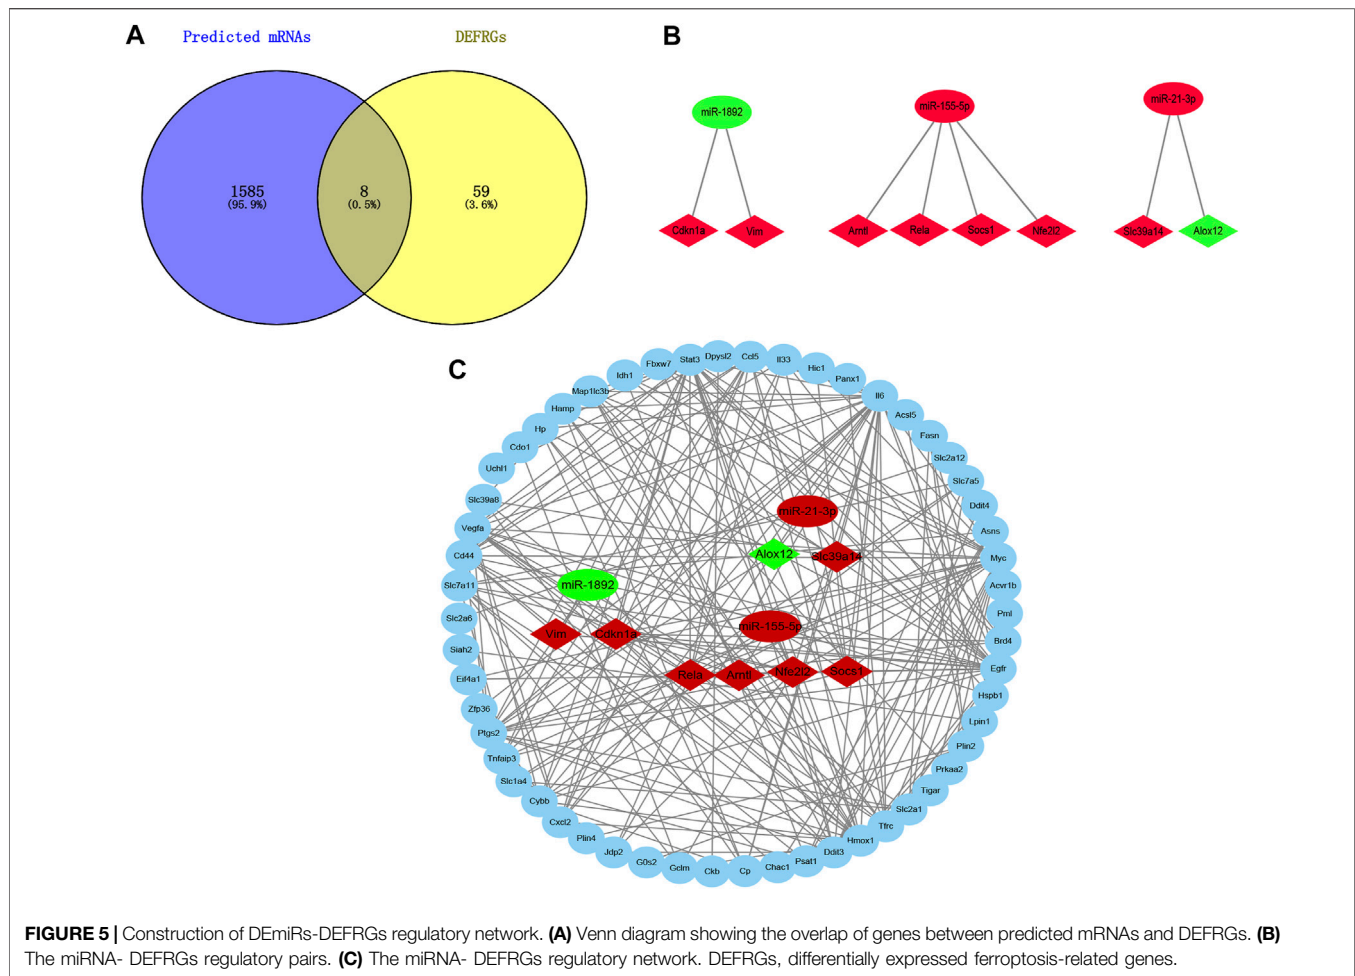 A
Predicted mRNAs
DEFRGs
1585
(95.9%)
8
(0.5%)
59
(3.6%)
B
miR-1892
Cdkn1a
Vim
miR-155-5p
Arntl
Rela
Socs1
Nfe2l2
miR-21-3p
Slc39a14
Alox12
C
Stat3
Dpysl2
Ccl5
Il33
Hic1
Panx1
Il6
Acsl5
Fasn
Slc2a12
Slc7a5
Ddit4
Asns
Myc
Acvr1b
Pml
Brd4
Egfr
Hspb1
Lpin1
Plin2
Prkaa2
Tigar
Slc2a1
Tfrc
Hmox1
Ddit3
Psat1
Chac1
Cp
Ckb
Gclm
G0s2
Jdp2
Plin4
Cxcl2
Cybb
Slc1a4
Tnfaip3
Ptgs2
Zfp36
Eif4a1
Siah2
Slc2a6
Slc7a11
Cd44
Vegfa
Slc39a8
Uchl1
Cdo1
Hp
Hamp
Map1lc3b
Idh1
Fbxw7
miR-21-3p
Alox12
Slc39a14
miR-1892
Vim
Cdkn1a
miR-155-5p
Rela
Arntl
Nfe2l2
Socs1
FIGURE 5 | Construction of DEmiRs-DEFRGs regulatory network. (A) Venn diagram showing the overlap of genes between predicted mRNAs and DEFRGs. (B)
The miRNA- DEFRGs regulatory pairs. (C) The miRNA- DEFRGs regulatory network. DEFRGs, differentially expressed ferroptosis-related genes.